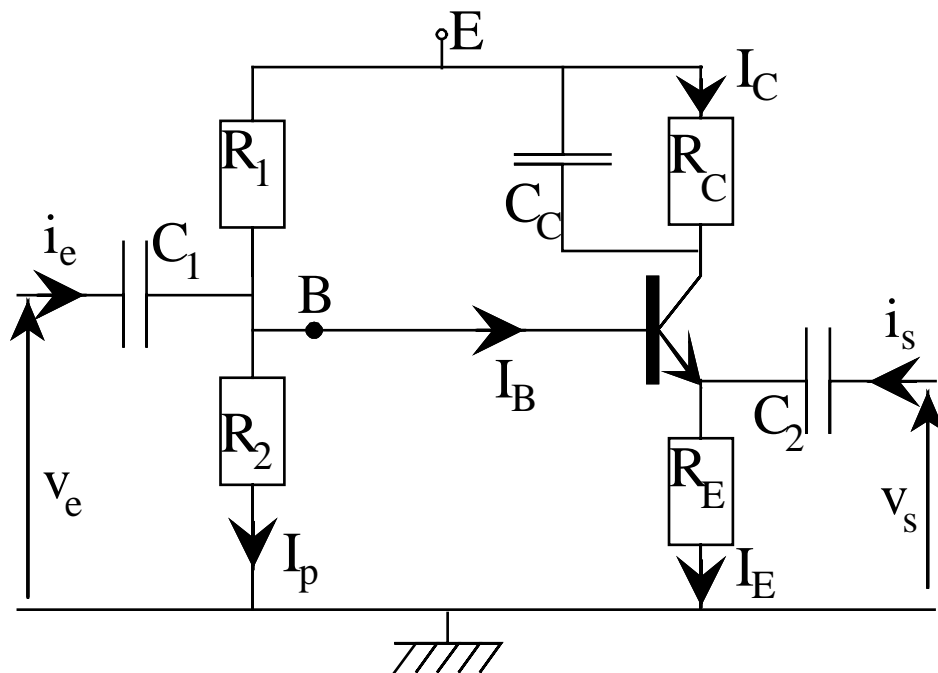 E
I_C
R_1
R_C
C_C
i_e
C_1
B
i_s
I_B
C_2
R_2
R_E
v_e
v_s
I_p
I_E